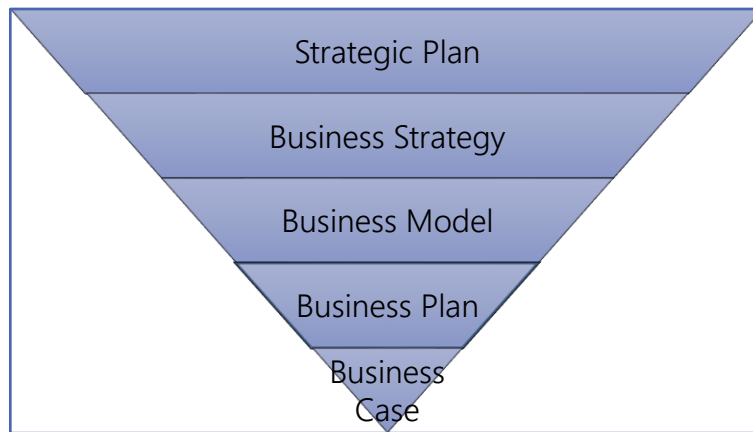 Strategic Plan
Business Strategy
Business Model
Business Plan
Business
Case